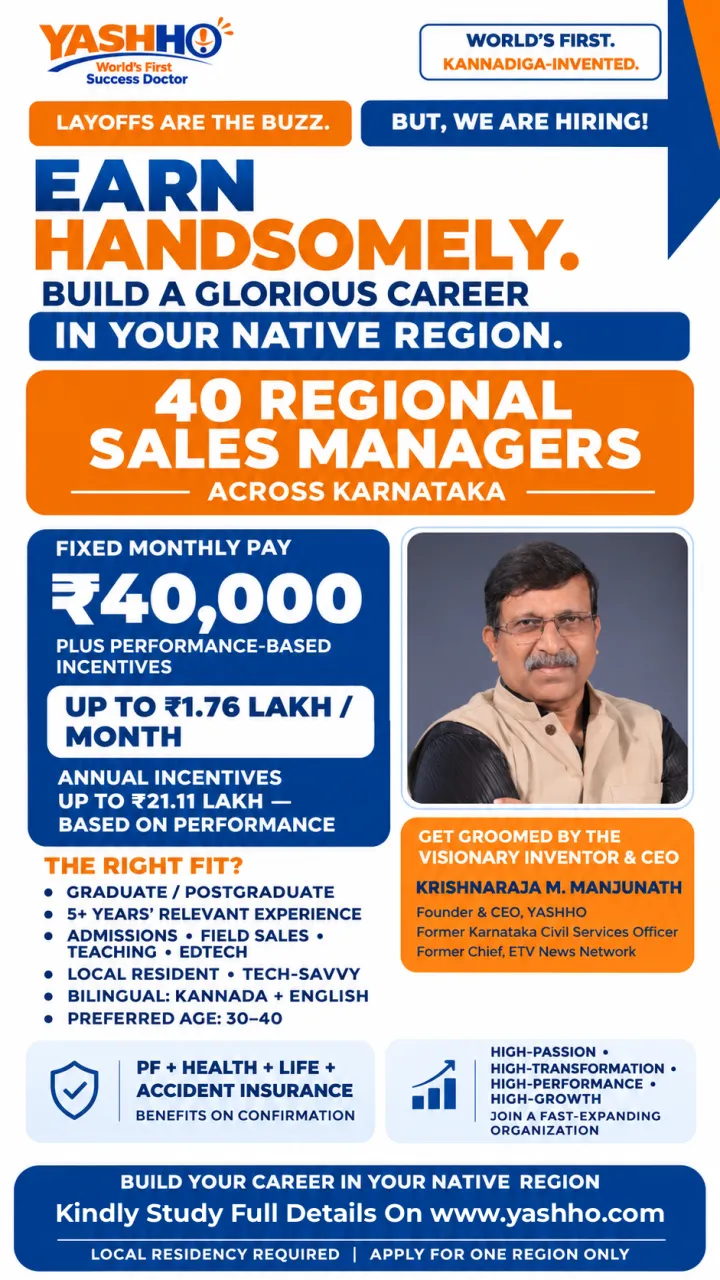 YASHHO
World's First
Success Doctor
WORLD'S FIRST.
KANNADIGA-INVENTED.
LAYOFFS ARE THE BUZZ.
BUT, WE ARE HIRING!
EARN
HANDSOMELY.
BUILD A GLORIOUS CAREER
IN YOUR NATIVE REGION.
40 REGIONAL
SALES MANAGERS
ACROSS KARNATAKA
FIXED MONTHLY PAY
₹40,000
PLUS PERFORMANCE-BASED
INCENTIVES
UP TO ₹1.76 LAKH /
MONTH
ANNUAL INCENTIVES
UP TO ₹21.11 LAKH —
BASED ON PERFORMANCE
GET GROOMED BY THE
VISIONARY INVENTOR & CEO
KRISHNARAJA M. MANJUNATH
Founder & CEO, YASHHO
Former Karnataka Civil Services Officer
Former Chief, ETV News Network
THE RIGHT FIT?
• GRADUATE / POSTGRADUATE
• 5+ YEARS' RELEVANT EXPERIENCE
• ADMISSIONS • FIELD SALES •
TEACHING • EDTECH
• LOCAL RESIDENT • TECH-SAVVY
• BILINGUAL: KANNADA + ENGLISH
• PREFERRED AGE: 30–40
PF + HEALTH + LIFE +
ACCIDENT INSURANCE
BENEFITS ON CONFIRMATION
HIGH-PASSION •
HIGH-TRANSFORMATION •
HIGH-PERFORMANCE •
HIGH-GROWTH
JOIN A FAST-EXPANDING
ORGANIZATION
BUILD YOUR CAREER IN YOUR NATIVE REGION
Kindly Study Full Details On www.yashho.com
LOCAL RESIDENCY REQUIRED | APPLY FOR ONE REGION ONLY